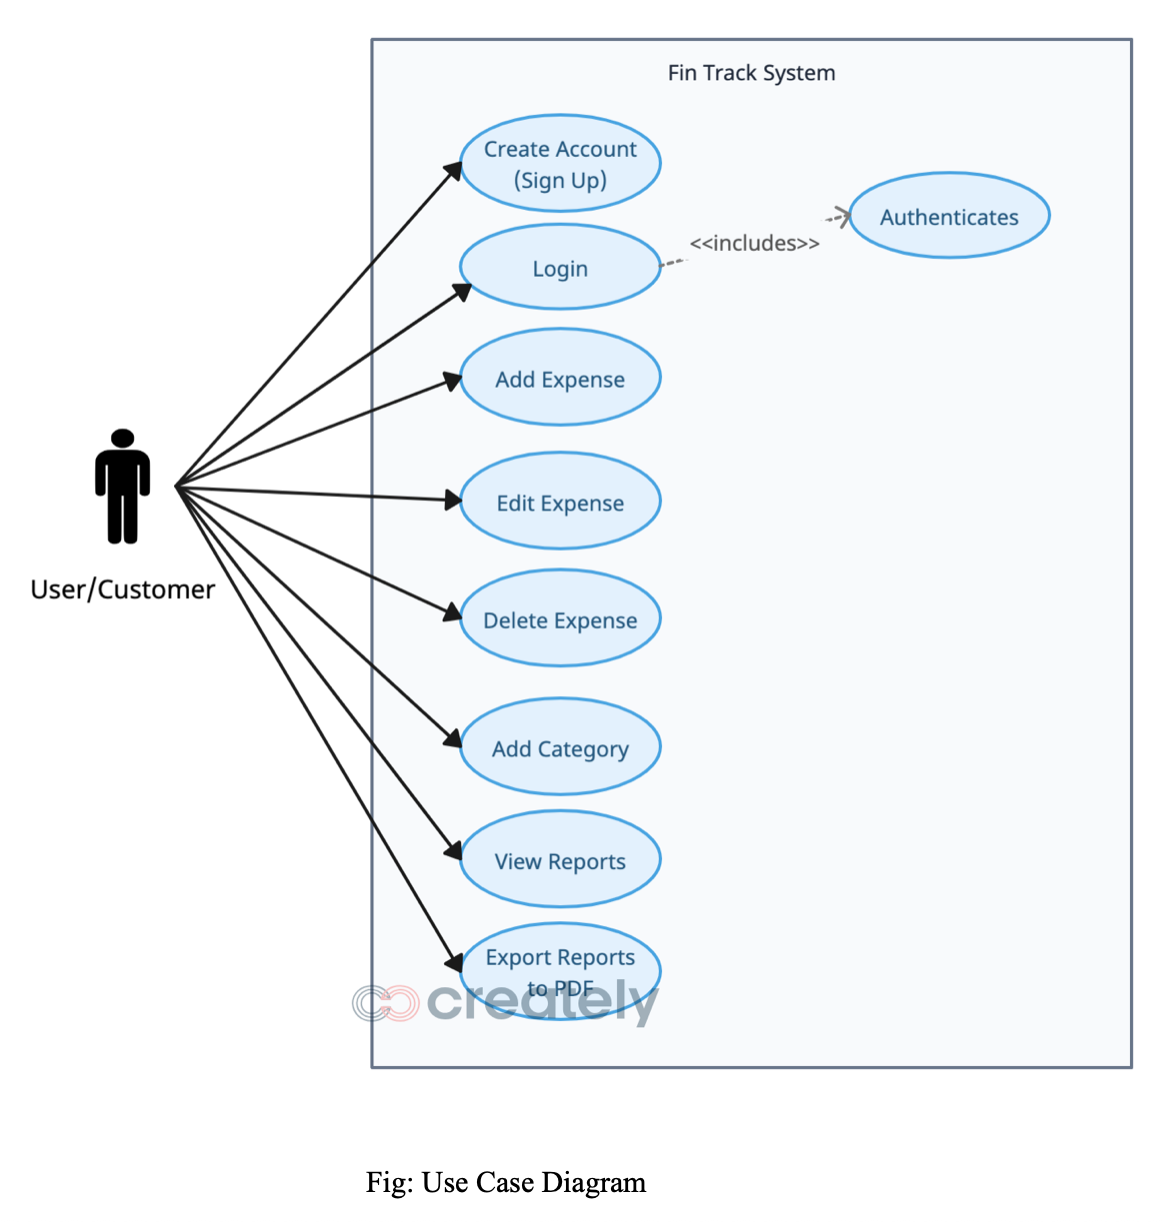 Fin Track System
Create Account
(Sign Up)
Authenticates
<<includes>>
Login
Add Expense
Edit Expense
User/Customer
Delete Expense
Add Category
View Reports
Export Reports
to PDF
creately
Fig: Use Case Diagram